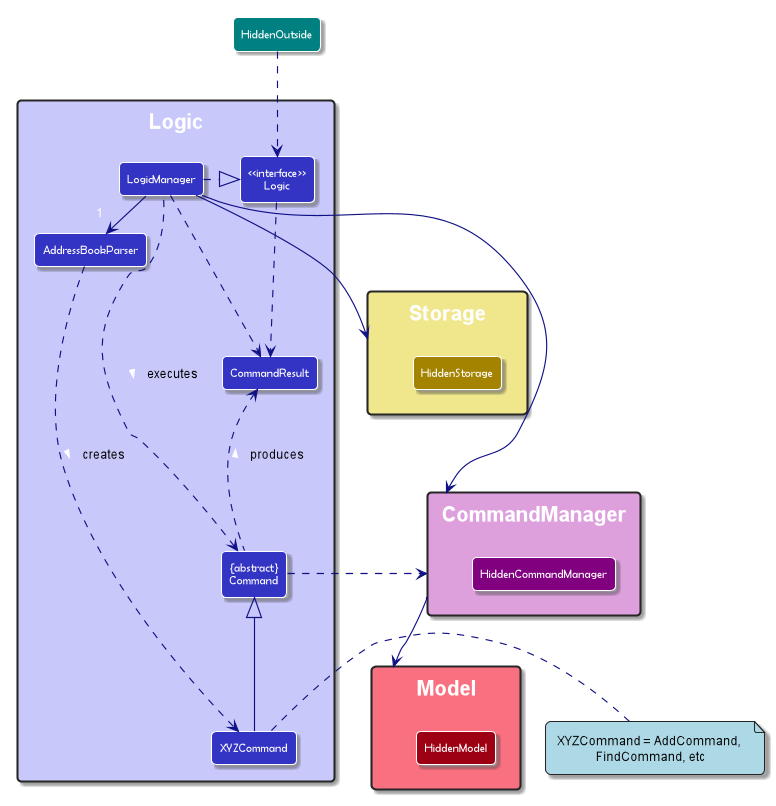 HiddenOutside
Logic
<<interface>>
Logic
LogicManager
1
AddressBookParser
Storage
HiddenStorage
executes
CommandResult
creates
produces
CommandManager
HiddenCommandManager
{abstract}
Command
Model
HiddenModel
XYZCommand
XYZCommand = AddCommand,
FindCommand, etc